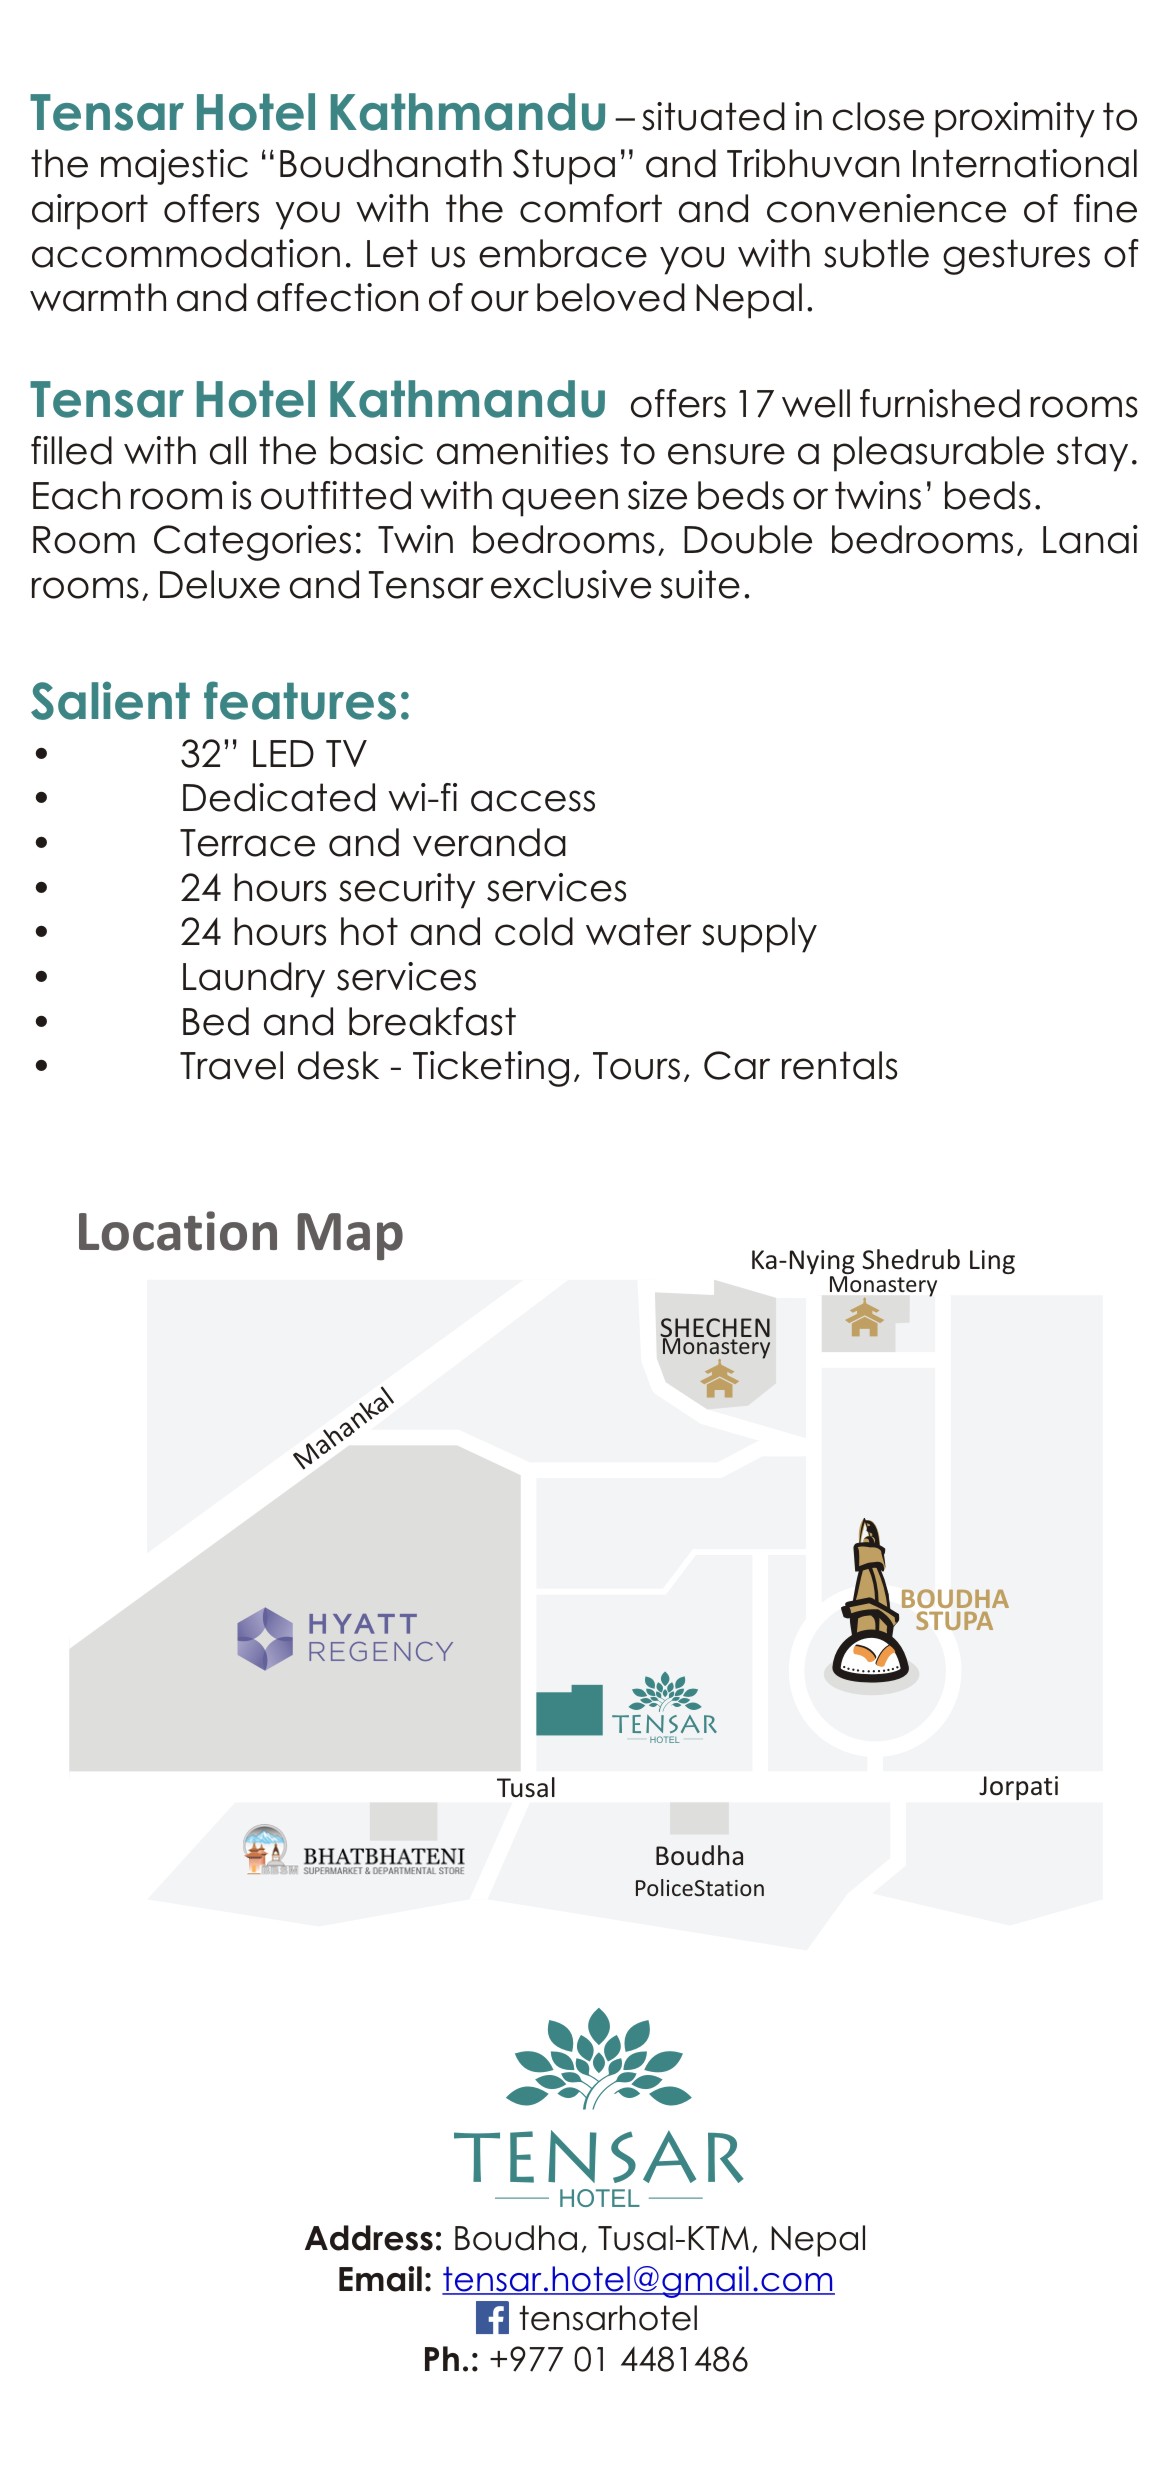 Tensar Hotel Kathmandu – situated in close proximity to
the majestic “Boudhanath Stupa” and Tribhuvan International
airport offers you with the comfort and convenience of fine
accommodation. Let us embrace you with subtle gestures of
warmth and affection of our beloved Nepal.
Tensar Hotel Kathmandu offers 17 well furnished rooms
filled with all the basic amenities to ensure a pleasurable stay.
Each room is outfitted with queen size beds or twins’ beds.
Room Categories: Twin bedrooms, Double bedrooms, Lanai
rooms, Deluxe and Tensar exclusive suite.
Salient features:
• 32” LED TV
• Dedicated wi-fi access
• Terrace and veranda
• 24 hours security services
• 24 hours hot and cold water supply
• Laundry services
• Bed and breakfast
• Travel desk - Ticketing, Tours, Car rentals
Location Map
Ka-Nying Shedrub Ling
Monastery
SHECHEN
Monastery
Mahankal
BOUDHA
STUPA
HYATT
REGENCY
TENSAR
HOTEL
Tusal
Jorpati
BHATBHATENI
SUPERMARKET & DEPARTMENTAL STORE
Boudha
PoliceStation
TENSAR
HOTEL
Address: Boudha, Tusal-KTM, Nepal
Email: tensar.hotel@gmail.com
f tensarhotel
Ph.: +977 01 4481486